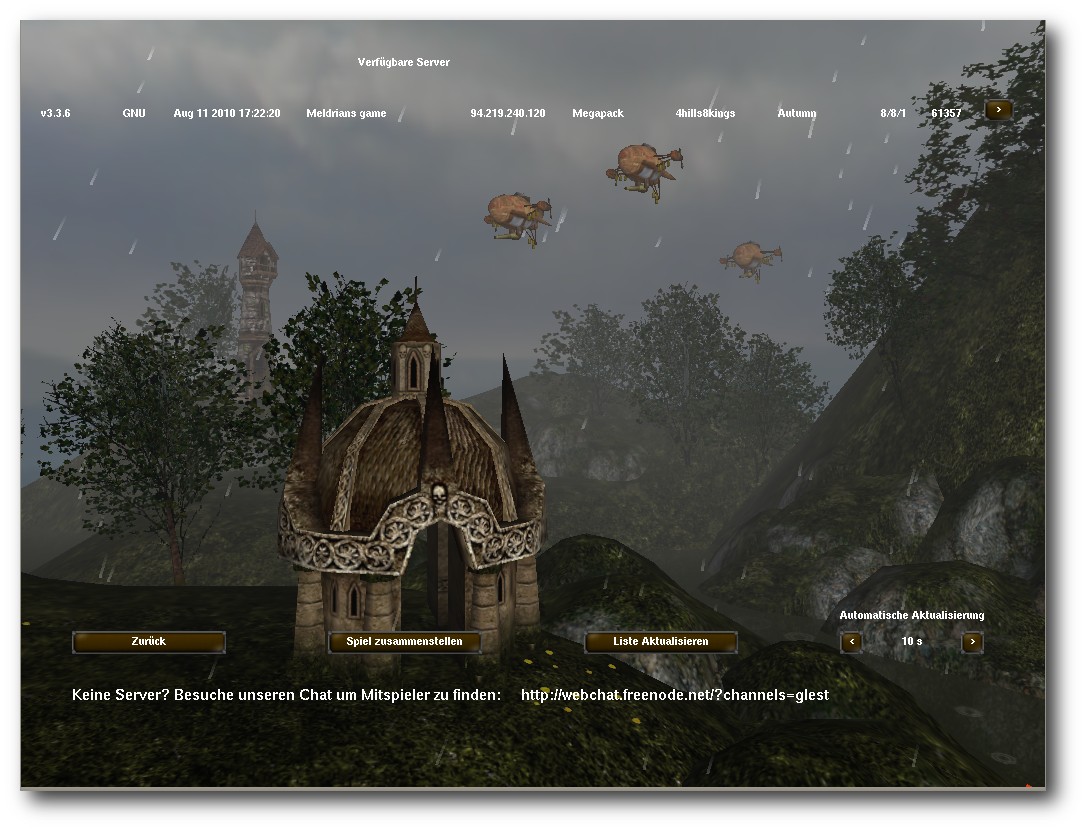 Verfügbare Server
v3.3.6 GNU Aug 11 2010 17:22:20 Meldrians game 94.219.240.120 Megapack 4hills8kings Autumn 8/8/1 61357 >
Automatische Aktualisierung
Zurück Spiel zusammenstellen Liste Aktualisieren < 10 s >
Keine Server? Besuche unseren Chat um Mitspieler zu finden: http://webchat.freenode.net/?channels=glest